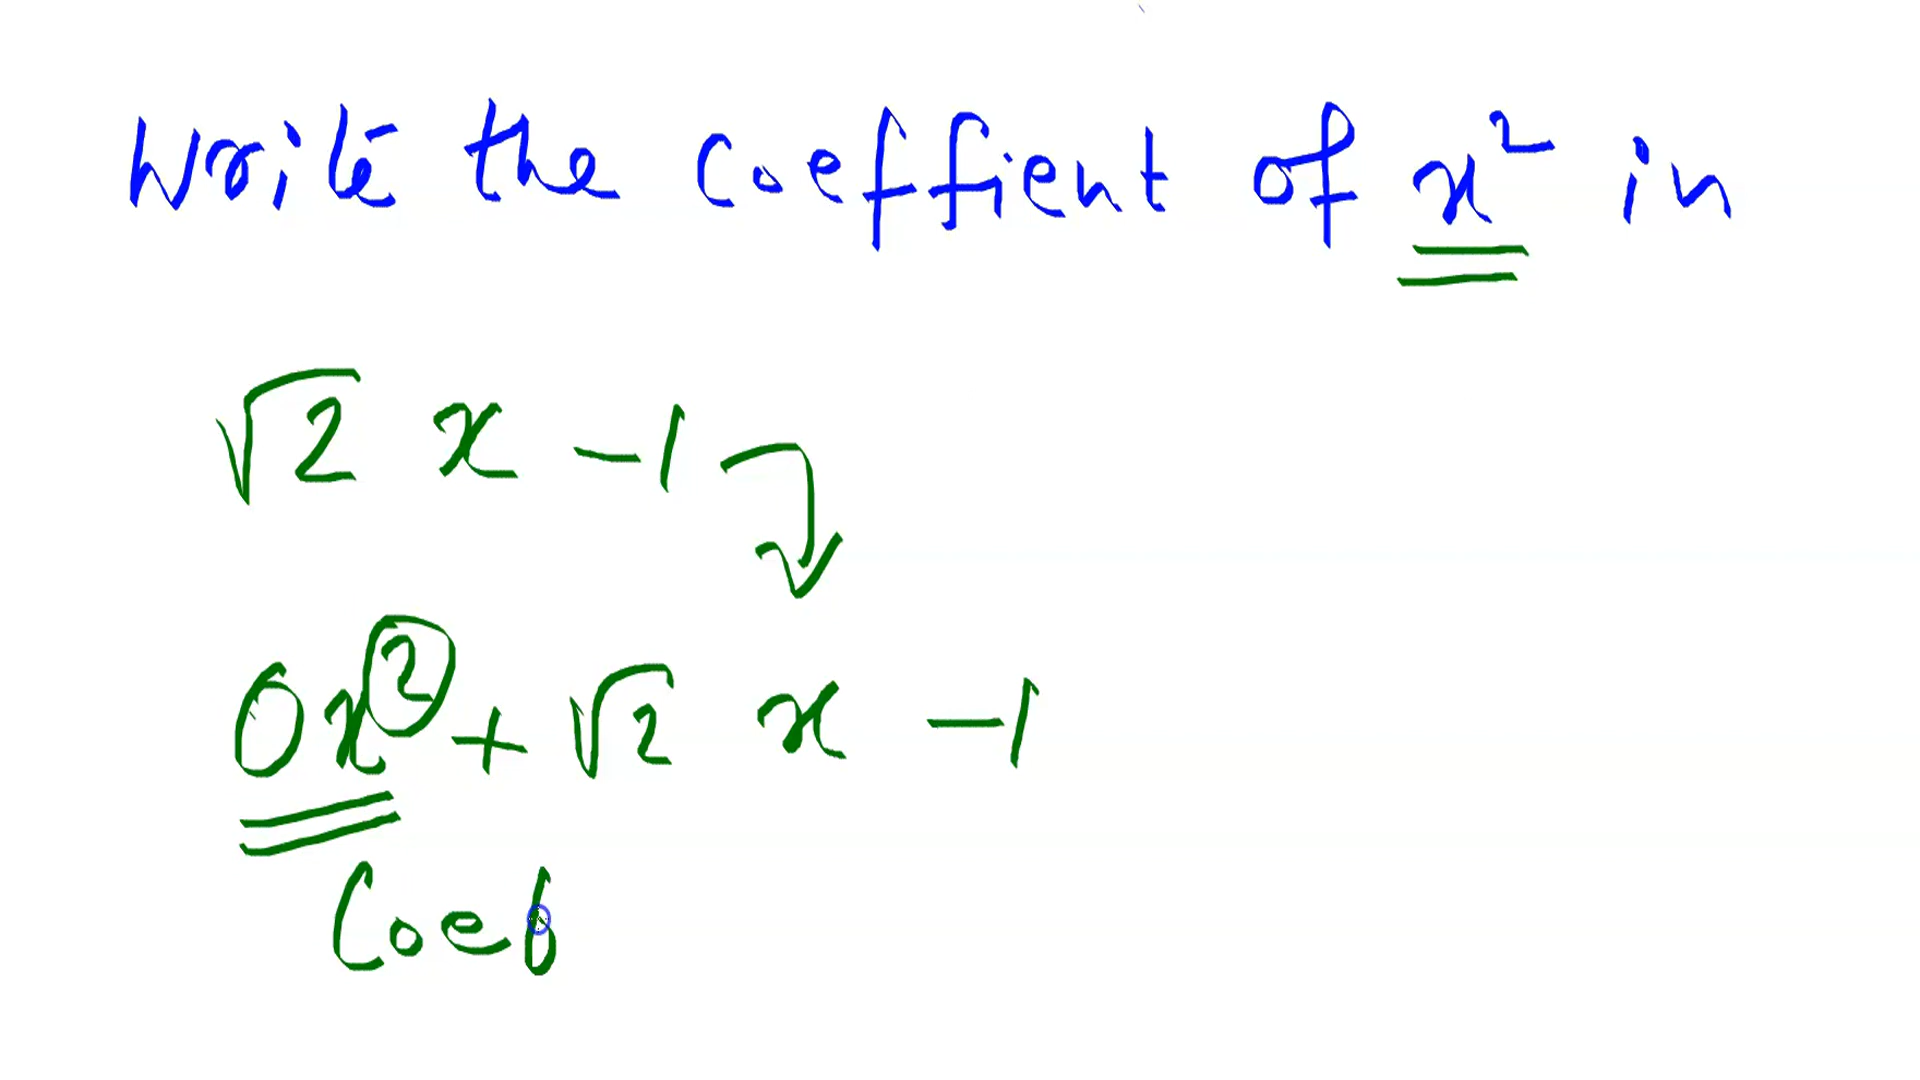 Write the coeffient of x² in
√2 x -1
0x² + √2 x -1
Coef